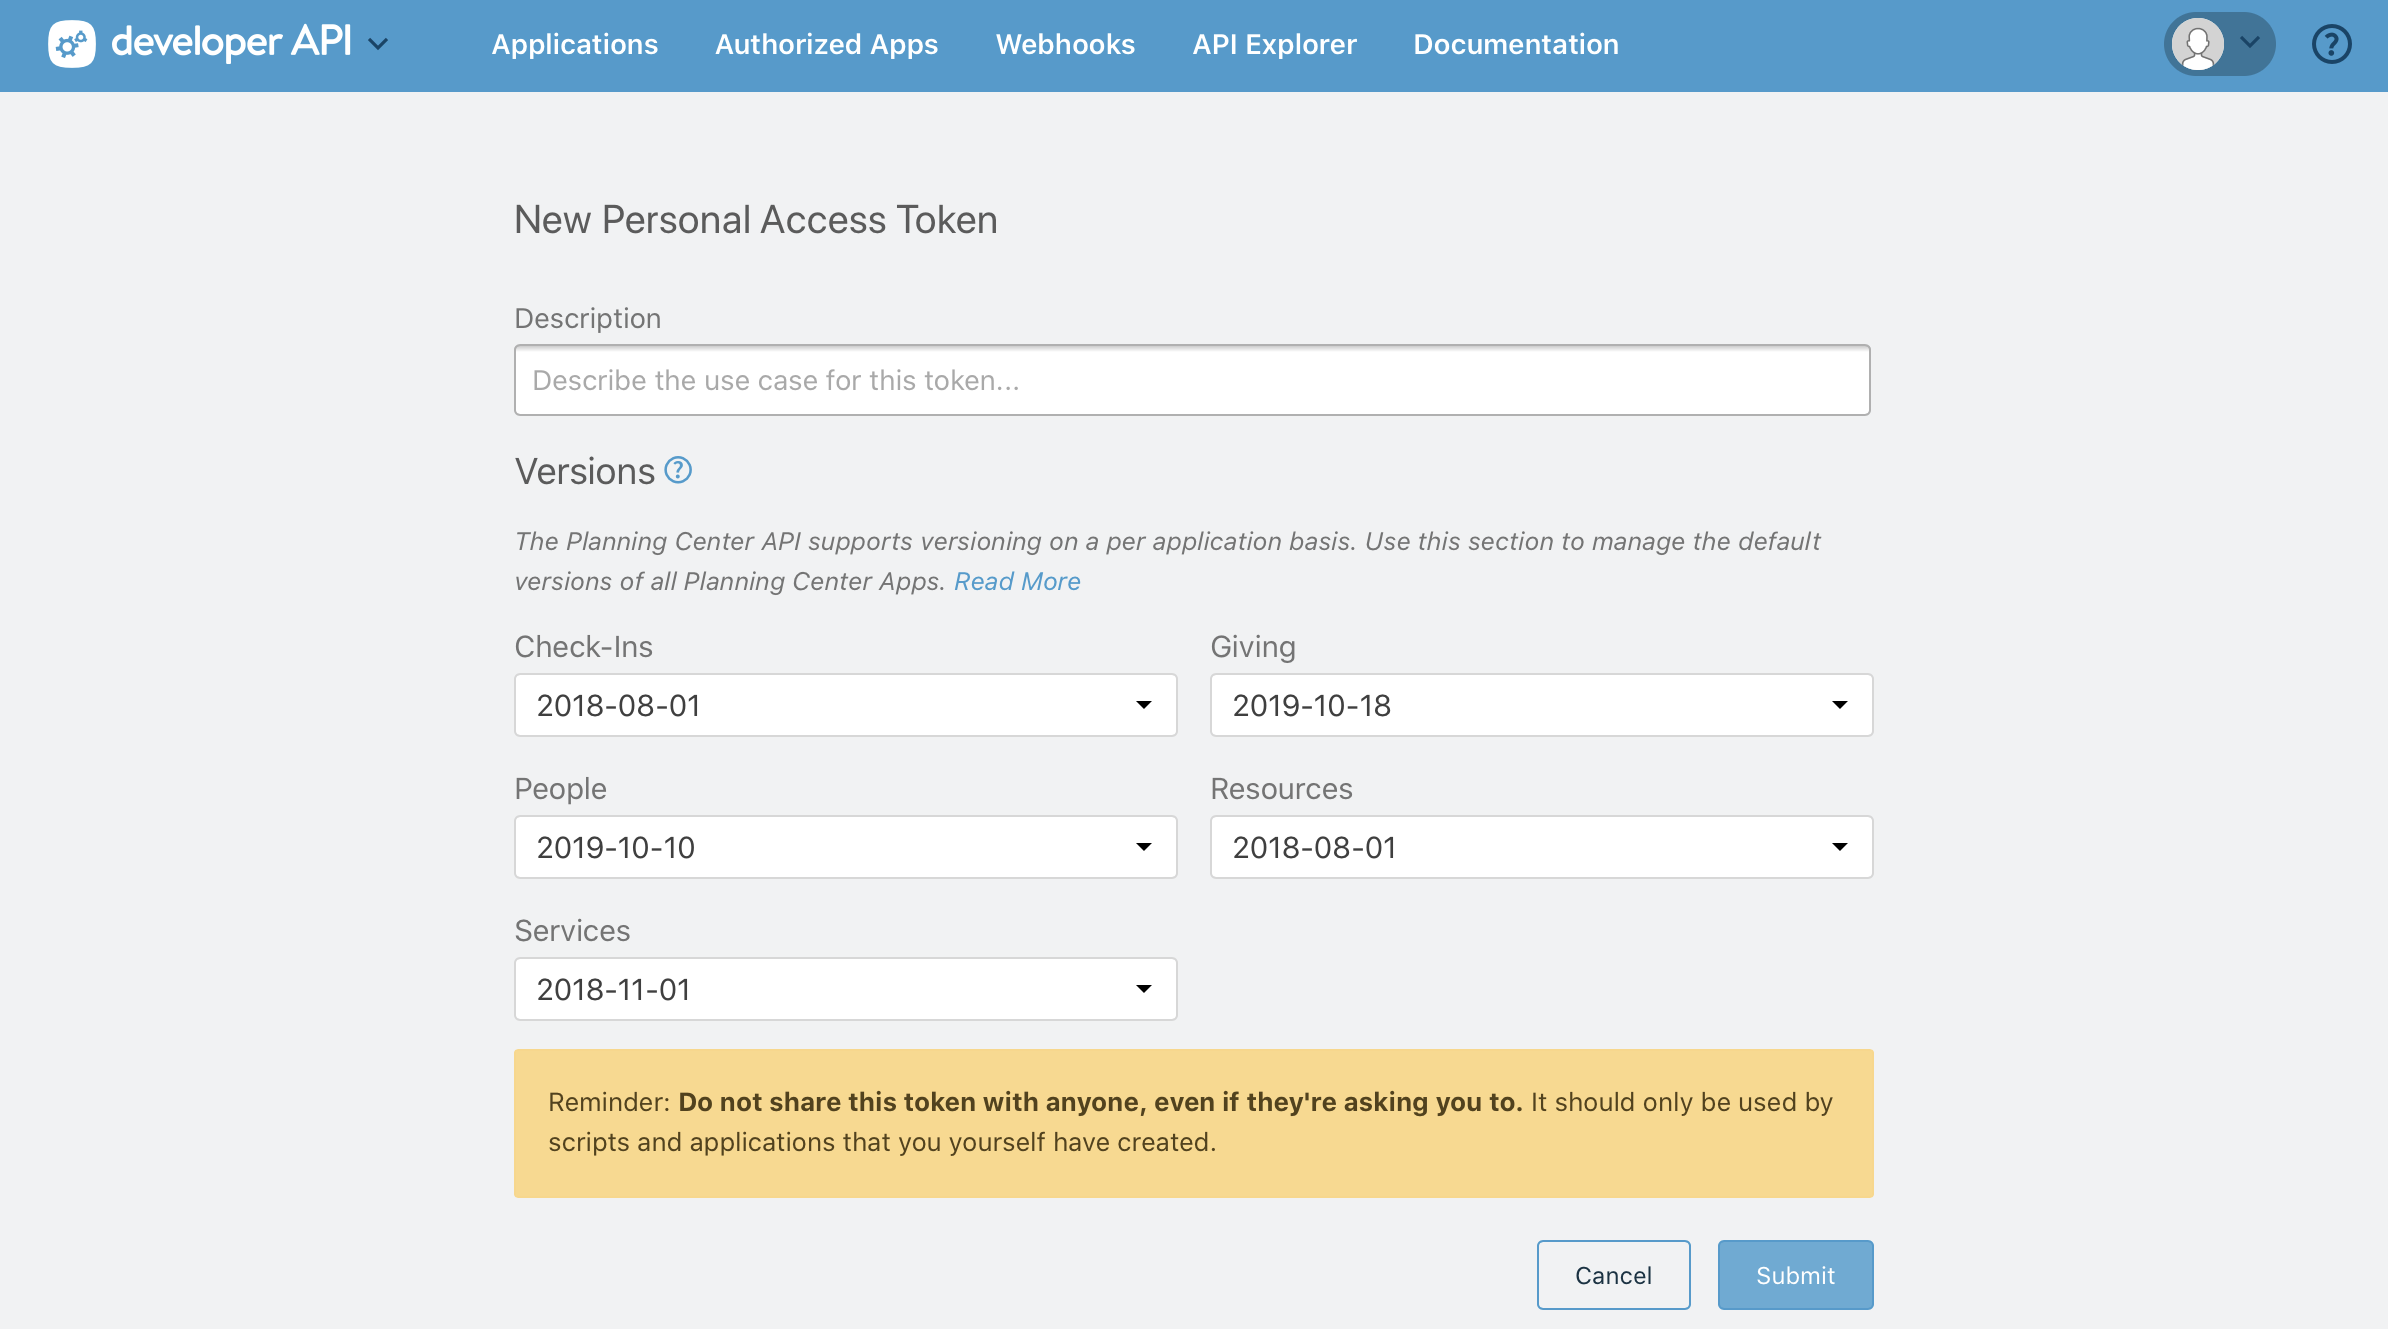 developer API
Applications
Authorized Apps
Webhooks
API Explorer
Documentation
?
New Personal Access Token
Description
Describe the use case for this token...
Versions ?
The Planning Center API supports versioning on a per application basis. Use this section to manage the default
versions of all Planning Center Apps. Read More
Check-Ins
2018-08-01
Giving
2019-10-18
People
2019-10-10
Resources
2018-08-01
Services
2018-11-01
Reminder: Do not share this token with anyone, even if they're asking you to. It should only be used by
scripts and applications that you yourself have created.
Cancel
Submit